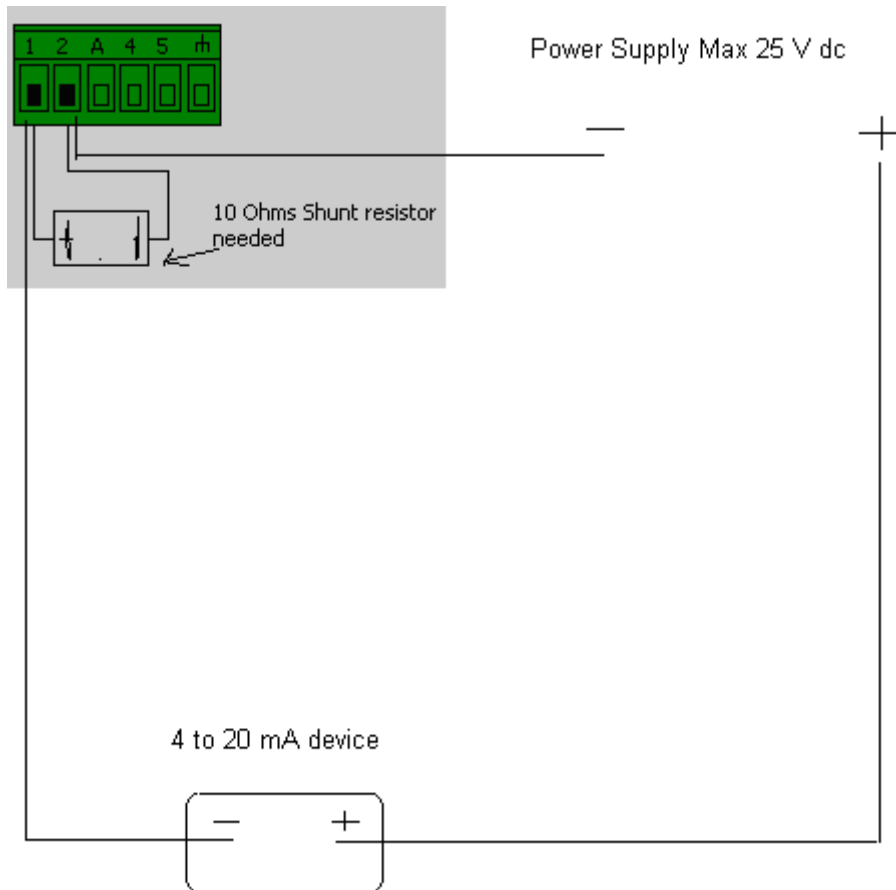 1 2 A 4 5
Power Supply Max 25 V dc
− +
+ -
10 Ohms Shunt resistor
needed
4 to 20 mA device
− +